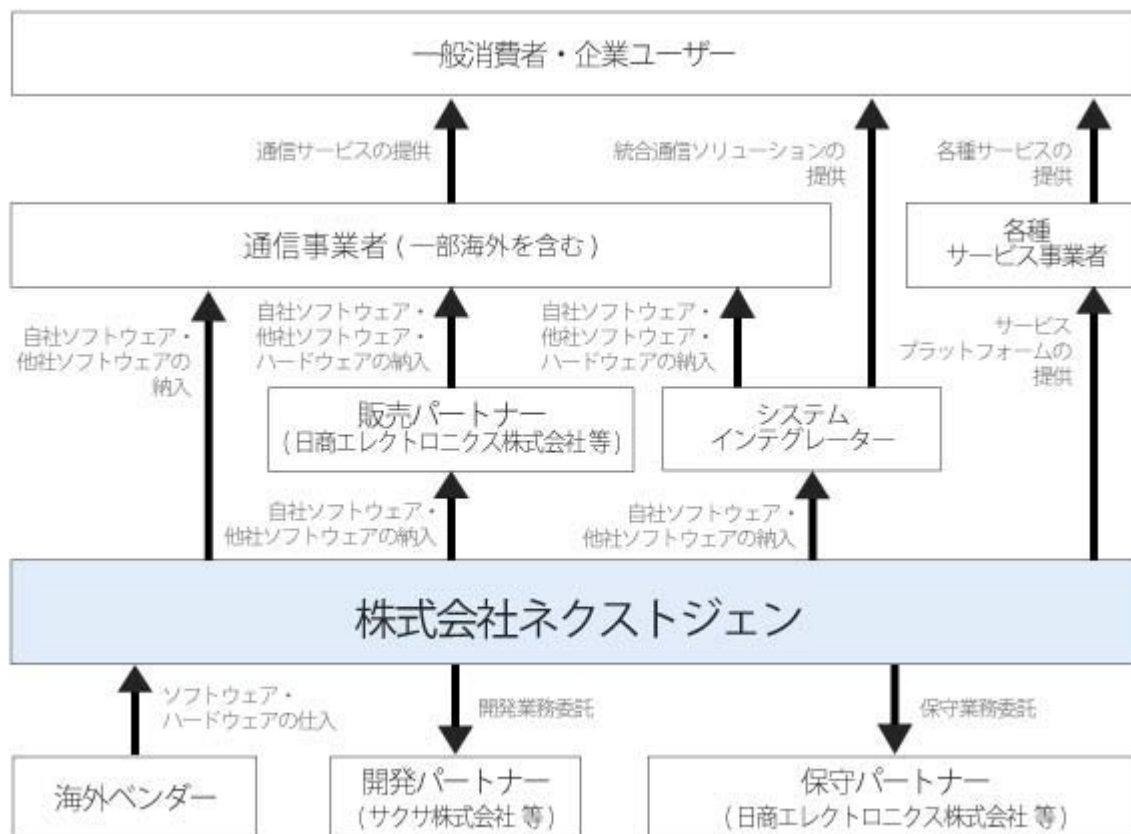 一般消費者・企業ユーザー
通信サービスの提供
統合通信ソリューションの
提供
各種サービスの
提供
通信事業者 ( 一部海外を含む )
各種
サービス事業者
自社ソフトウェア・
他社ソフトウェアの
納入
自社ソフトウェア・
他社ソフトウェア・
ハードウェアの納入
自社ソフトウェア・
他社ソフトウェア・
ハードウェアの納入
サービス
プラットフォームの
提供
販売パートナー
(日商エレクトロニクス株式会社 等 )
システム
インテグレーター
自社ソフトウェア・
他社ソフトウェアの納入
自社ソフトウェア・
他社ソフトウェアの納入
株式会社ネクストジェン
ソフトウェア・
ハードウェアの仕入
開発業務委託
保守業務委託
海外ベンダー
開発パートナー
(サクサ株式会社 等 )
保守パートナー
(日商エレクトロニクス株式会社 等 )